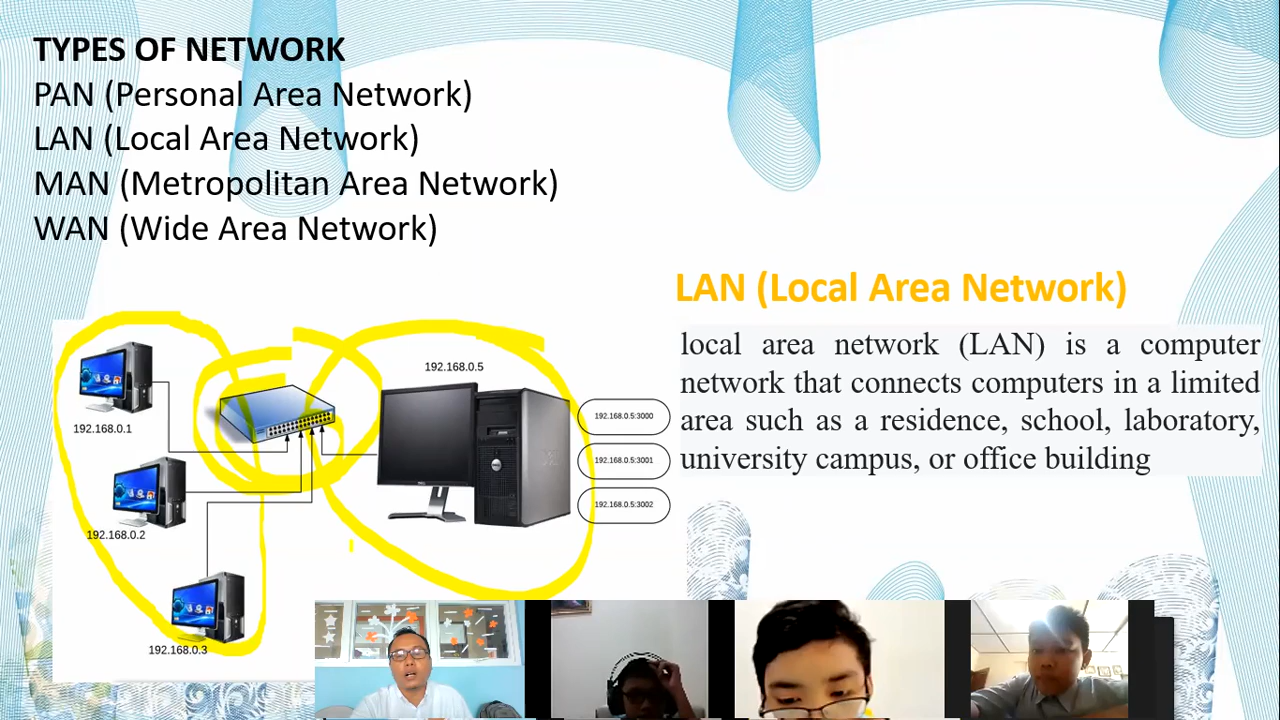 TYPES OF NETWORK
PAN (Personal Area Network)
LAN (Local Area Network)
MAN (Metropolitan Area Network)
WAN (Wide Area Network)
LAN (Local Area Network)
local area network (LAN) is a computer
network that connects computers in a limited
area such as a residence, school, laboratory,
university campus, or office building
192.168.0.5
192.168.0.1
192.168.0.5:3000
192.168.0.5:3001
192.168.0.5:3002
192.168.0.2
192.168.0.3